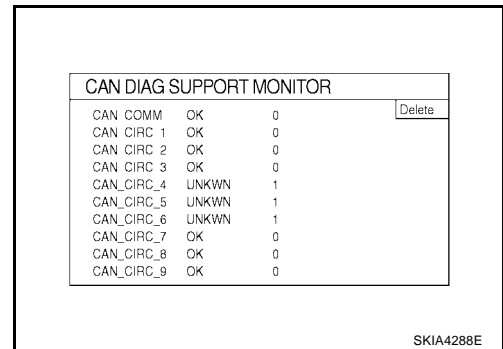 CAN DIAG SUPPORT MONITOR
Delete
CAN COMM OK 0
CAN CIRC 1 OK 0
CAN CIRC 2 OK 0
CAN CIRC 3 OK 0
CAN_CIRC_4 UNKWN 1
CAN_CIRC_5 UNKWN 1
CAN_CIRC_6 UNKWN 1
CAN_CIRC_7 OK 0
CAN_CIRC_8 OK 0
CAN_CIRC_9 OK 0
SKIA4288E